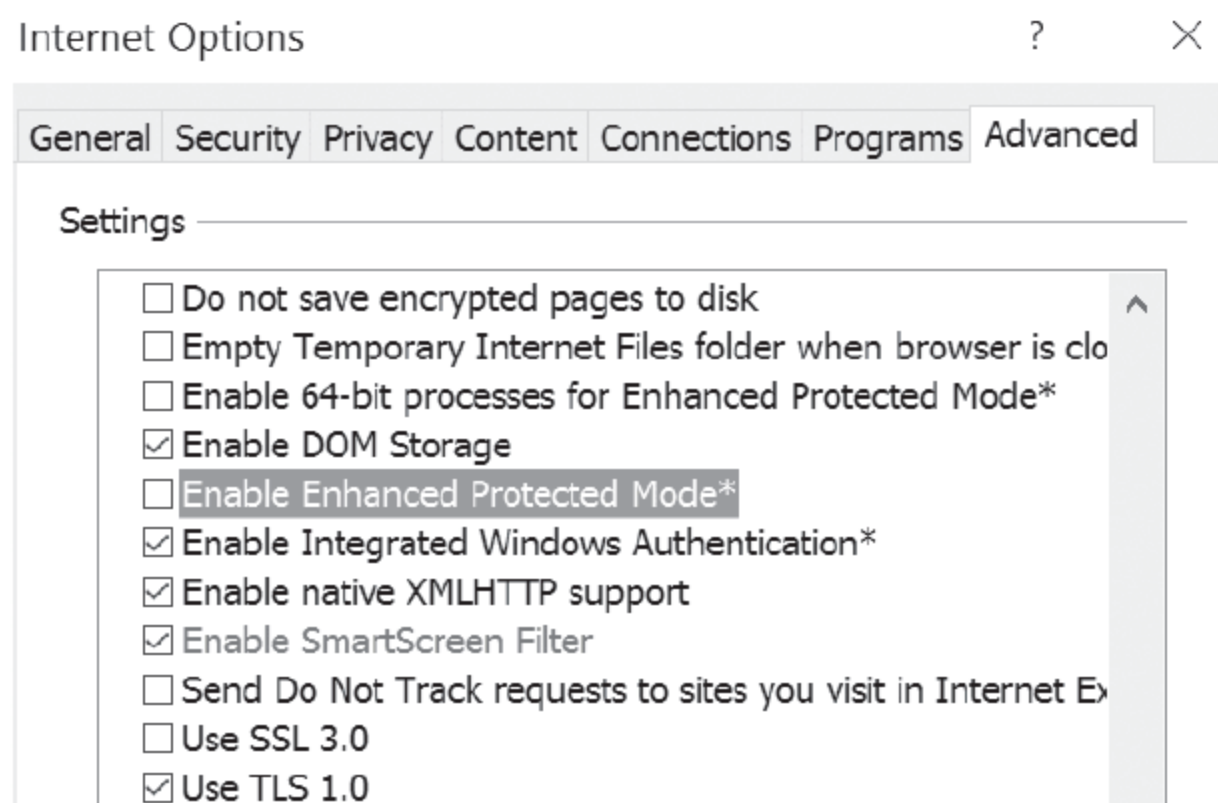 Internet Options ?
General Security Privacy Content Connections Programs Advanced
Settings
Do not save encrypted pages to disk
Empty Temporary Internet Files folder when browser is clo
Enable 64-bit processes for Enhanced Protected Mode*
Enable DOM Storage
Enable Enhanced Protected Mode*
Enable Integrated Windows Authentication*
Enable native XMLHTTP support
Enable SmartScreen Filter
Send Do Not Track requests to sites you visit in Internet Ex
Use SSL 3.0
Use TLS 1.0